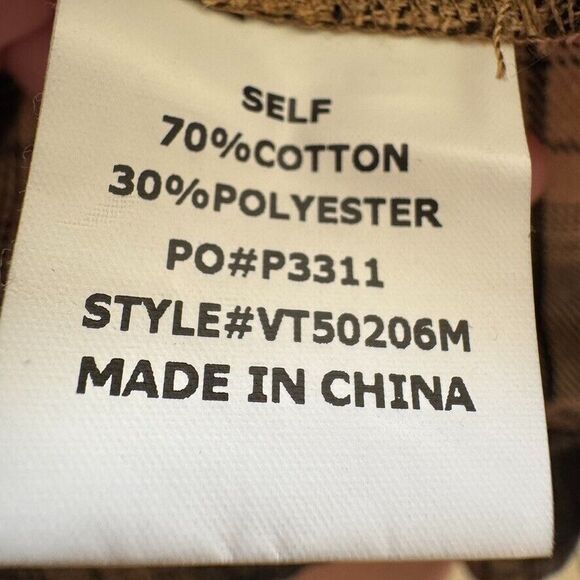 SELF
70%COTTON
30%POLYESTER
PO#P3311
STYLE#VT50206M
MADE IN CHINA